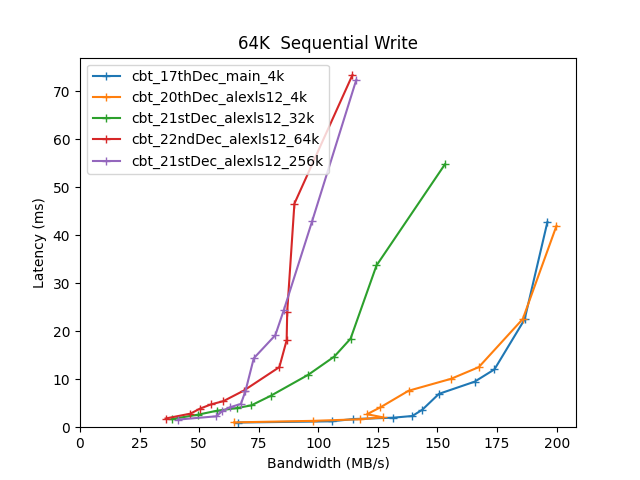 64K  Sequential Write
cbt_17thDec_main_4k
cbt_20thDec_alexls12_4k
cbt_21stDec_alexls12_32k
cbt_22ndDec_alexls12_64k
cbt_21stDec_alexls12_256k
Latency (ms)
70
60
50
40
30
20
10
0
0 25 50 75 100 125 150 175 200
Bandwidth (MB/s)